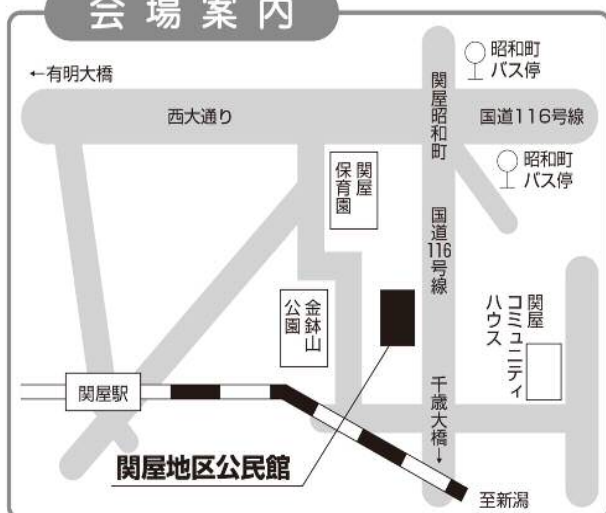 会場案内
←有明大橋
昭和町
バス停
西大通り
関屋昭和町
国道116号線
昭和町
バス停
関屋
保育園
国道116号線
金鉢山
公園
関屋
コミュニティ
ハウス
関屋駅
千歳大橋→
関屋地区公民館
至新潟